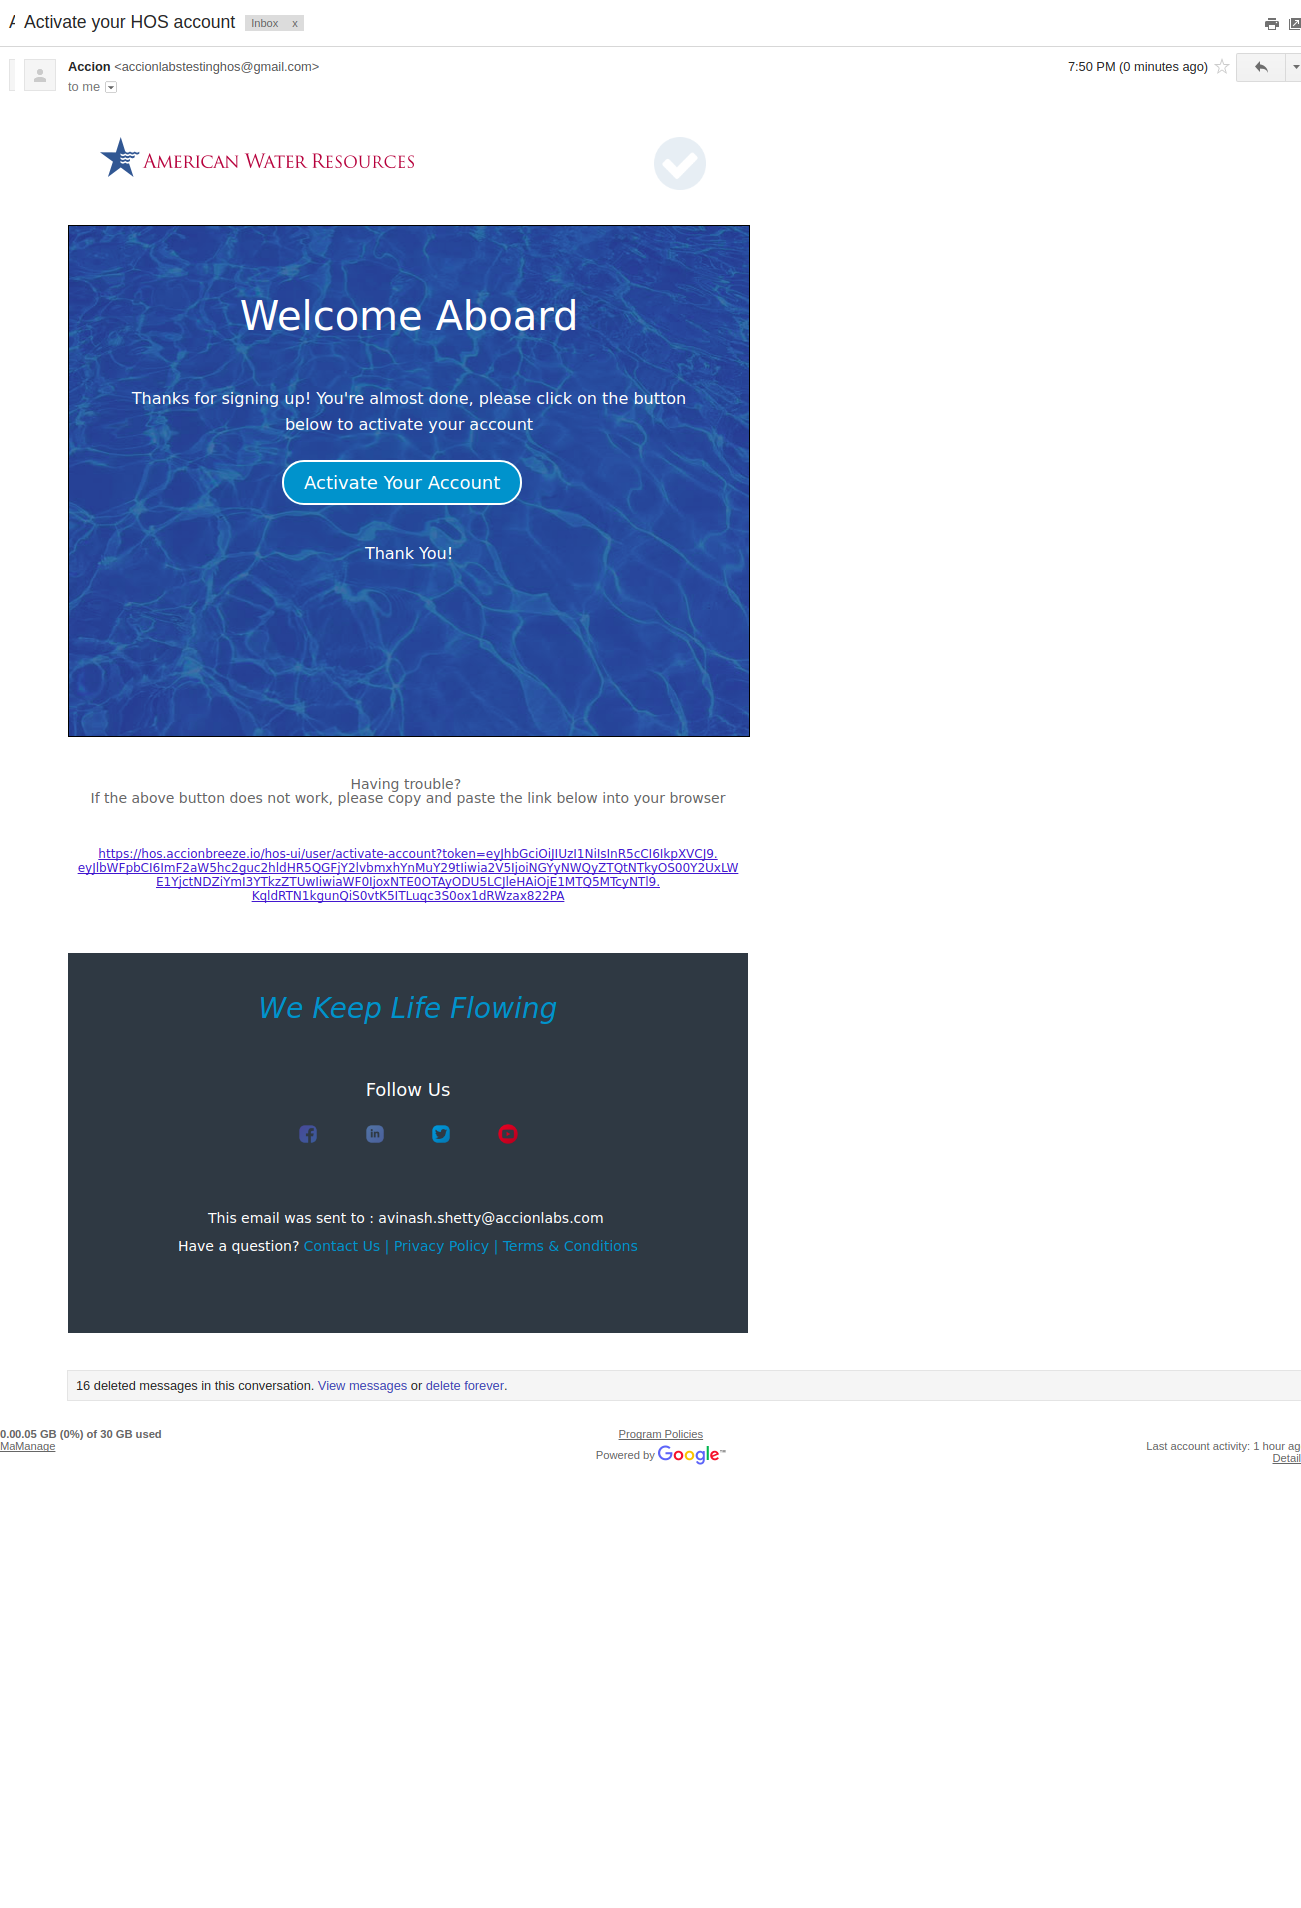 Activate your HOS account Inbox x
Accion <accionlabstestinghos@gmail.com> 7:50 PM (0 minutes ago)
to me
AMERICAN WATER RESOURCES
Welcome Aboard
Thanks for signing up! You're almost done, please click on the button
below to activate your account
Activate Your Account
Thank You!
Having trouble?
If the above button does not work, please copy and paste the link below into your browser
https://hos.accionbreeze.io/hos-ui/user/activate-account?token=eyJhbGciOiJIUzI1NiIsInR5cCI6IkpXVCJ9.
eyJlbWFpbCI6ImF2aW5hc2guc2hldHR5QGFjY2lvbmxhYnMuY29tIiwia2V5IjoiNGYyNWQyZTQtNTkyOS00Y2UxLW
E1YjctNDZiYmI3YTkzZTUwIiwiaWF0IjoxNTE0OTAyODU5LCJleHAiOjE1MTQ5MTcyNTl9.
KqldRTN1kgunQiS0vtK5ITLuqc3S0ox1dRWzax822PA
We Keep Life Flowing
Follow Us
in
This email was sent to : avinash.shetty@accionlabs.com
Have a question? Contact Us | Privacy Policy | Terms & Conditions
16 deleted messages in this conversation. View messages or delete forever.
0.00.05 GB (0%) of 30 GB used
MaManage
Program Policies
Powered by Google™
Last account activity: 1 hour ag
Detail